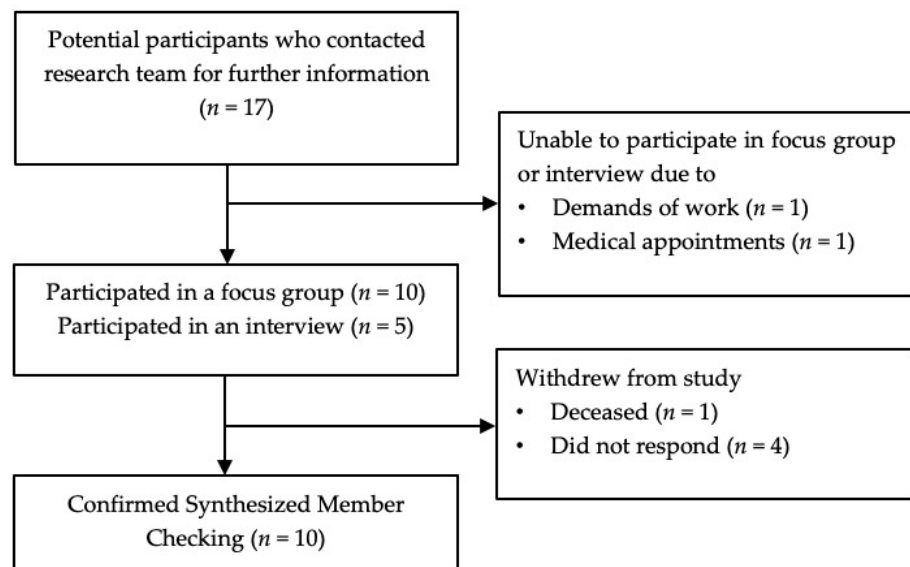 Potential participants who contacted
research team for further information
(n = 17)
Unable to participate in focus group
or interview due to
• Demands of work (n = 1)
• Medical appointments (n = 1)
Participated in a focus group (n = 10)
Participated in an interview (n = 5)
Withdrew from study
• Deceased (n = 1)
• Did not respond (n = 4)
Confirmed Synthesized Member
Checking (n = 10)